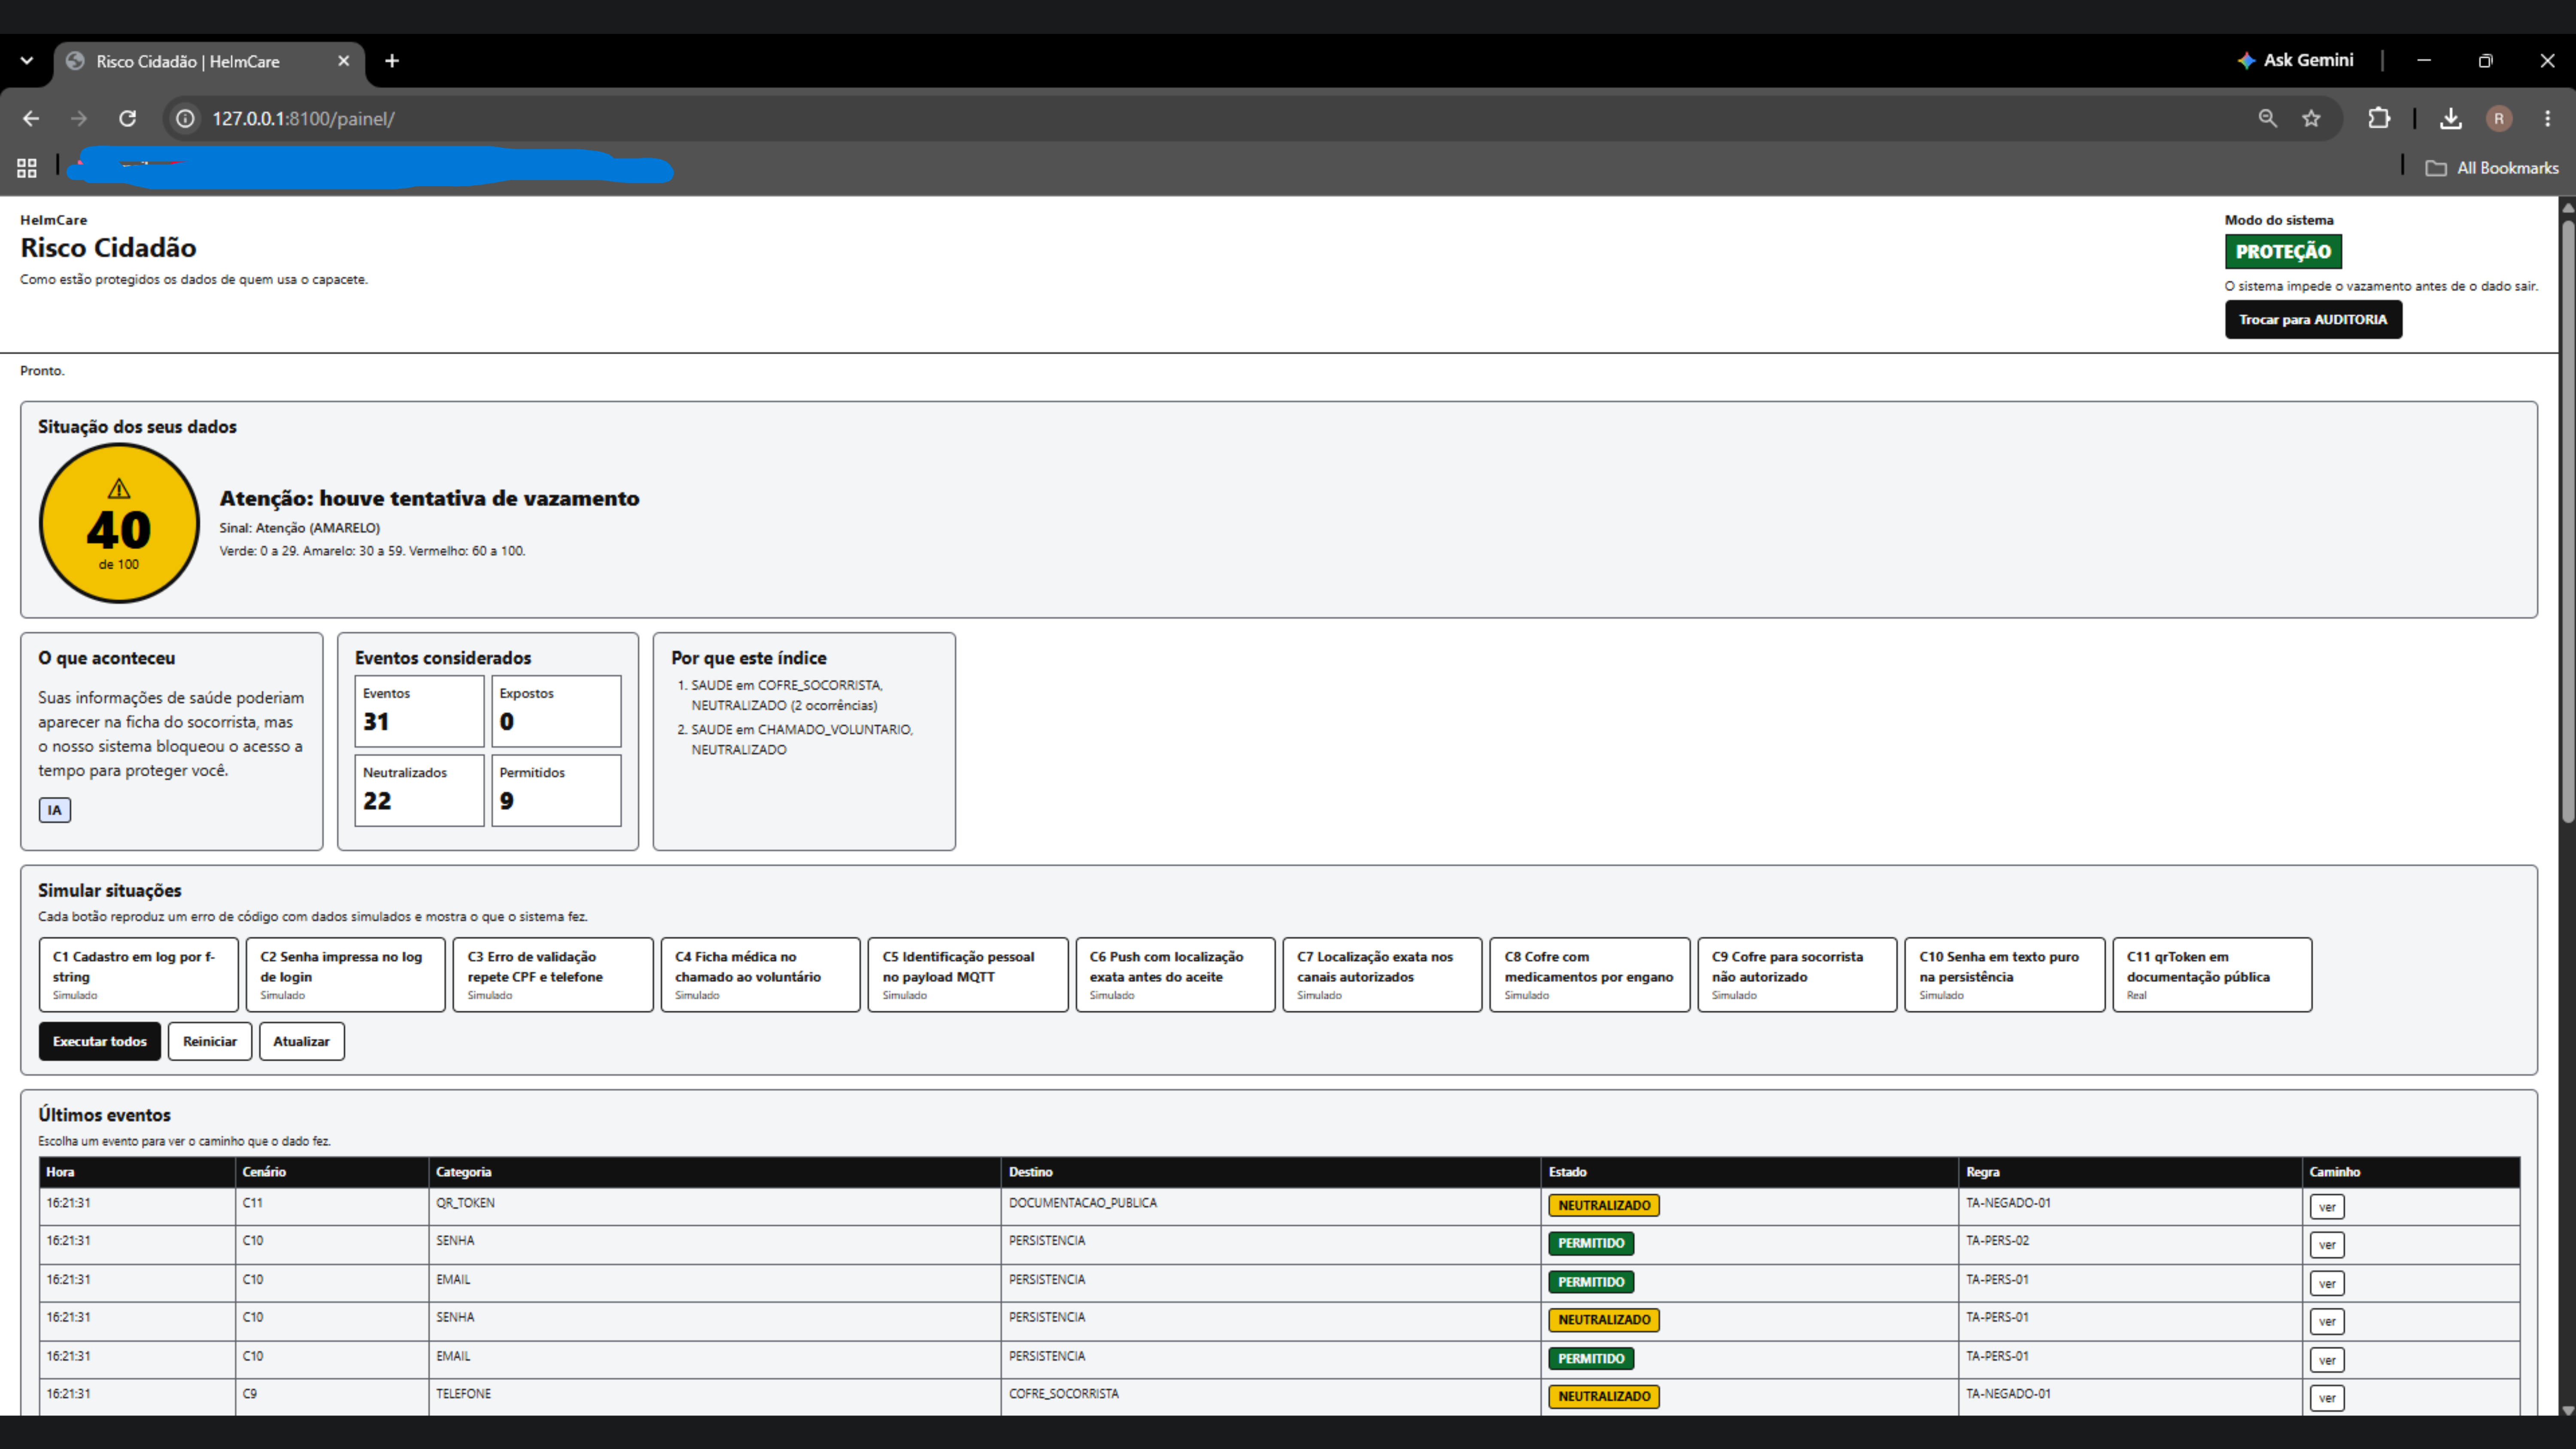 Risco Cidadão | HelmCare
Ask Gemini
127.0.0.1:8100/painel/
R
All Bookmarks
HelmCare
Risco Cidadão
Como estão protegidos os dados de quem usa o capacete.
Modo do sistema
PROTEÇÃO
O sistema impede o vazamento antes de o dado sair.
Trocar para AUDITORIA
Pronto.
Situação dos seus dados
40
de 100
Atenção: houve tentativa de vazamento
Sinal: Atenção (AMARELO)
Verde: 0 a 29. Amarelo: 30 a 59. Vermelho: 60 a 100.
O que aconteceu
Suas informações de saúde poderiam
aparecer na ficha do socorrista, mas
o nosso sistema bloqueou o acesso a
tempo para proteger você.
IA
Eventos considerados
Eventos
31
Expostos
0
Neutralizados
22
Permitidos
9
Por que este índice
1. SAUDE em COFRE_SOCORRISTA,
NEUTRALIZADO (2 ocorrências)
2. SAUDE em CHAMADO_VOLUNTARIO,
NEUTRALIZADO
Simular situações
Cada botão reproduz um erro de código com dados simulados e mostra o que o sistema fez.
C1 Cadastro em log por f-
string
Simulado
C2 Senha impressa no log
de login
Simulado
C3 Erro de validação
repete CPF e telefone
Simulado
C4 Ficha médica no
chamado ao voluntário
Simulado
C5 Identificação pessoal
no payload MQTT
Simulado
C6 Push com localização
exata antes do aceite
Simulado
C7 Localização exata nos
canais autorizados
Simulado
C8 Cofre com
medicamentos por engano
Simulado
C9 Cofre para socorrista
não autorizado
Simulado
C10 Senha em texto puro
na persistência
Simulado
C11 qrToken em
documentação pública
Real
Executar todos
Reiniciar
Atualizar
Últimos eventos
Escolha um evento para ver o caminho que o dado fez.
Hora Cenário Categoria Destino Estado Regra Caminho
16:21:31 C11 QR_TOKEN DOCUMENTACAO_PUBLICA NEUTRALIZADO TA-NEGADO-01 ver
16:21:31 C10 SENHA PERSISTENCIA PERMITIDO TA-PERS-02 ver
16:21:31 C10 EMAIL PERSISTENCIA PERMITIDO TA-PERS-01 ver
16:21:31 C10 SENHA PERSISTENCIA NEUTRALIZADO TA-PERS-01 ver
16:21:31 C10 EMAIL PERSISTENCIA PERMITIDO TA-PERS-01 ver
16:21:31 C9 TELEFONE COFRE_SOCORRISTA NEUTRALIZADO TA-NEGADO-01 ver